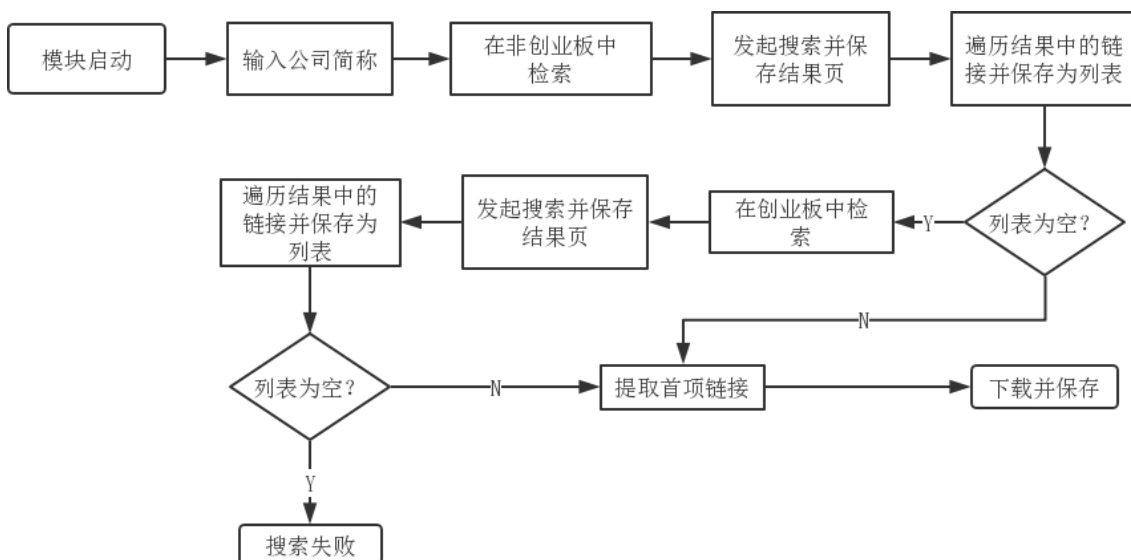 模块启动
输入公司简称
在非创业板中
检索
发起搜索并保
存结果页
遍历结果中的链
接并保存为列表
遍历结果中的
链接并保存为
列表
发起搜索并保存
结果页
在创业板中检
索
Y
列表为空？
N
列表为空？
N
提取首项链接
下载并保存
Y
搜索失败